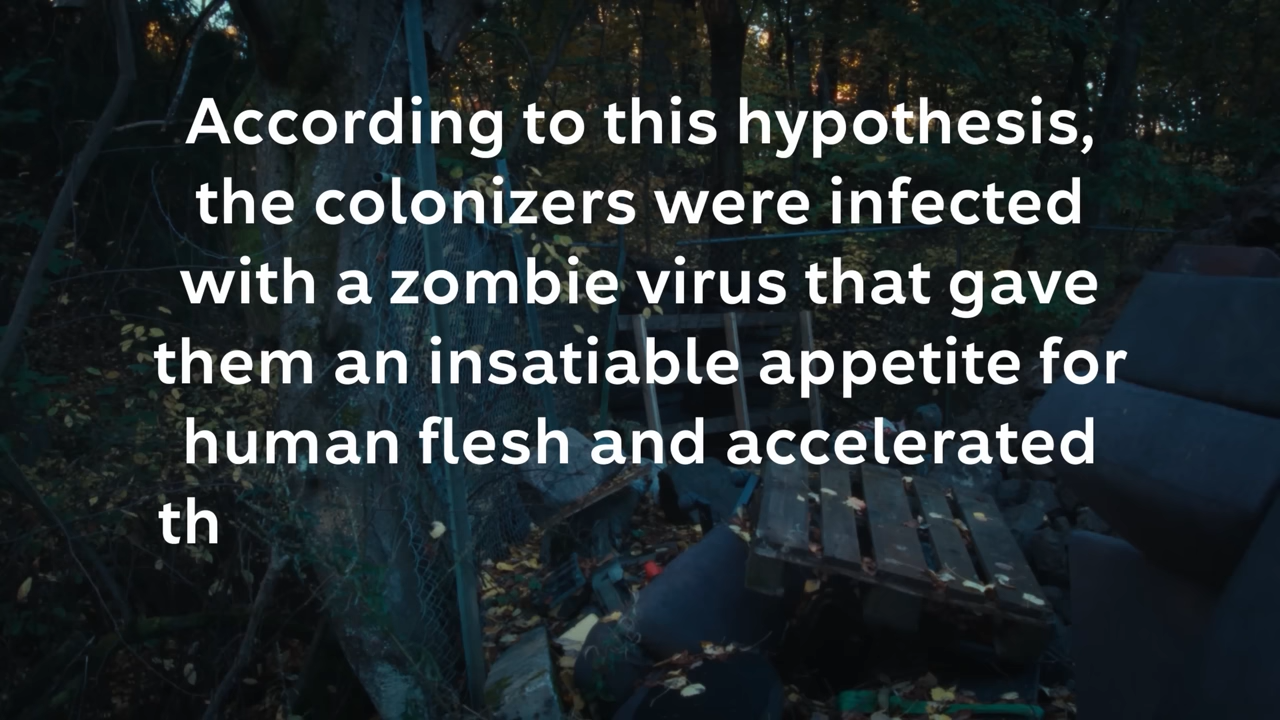 According to this hypothesis,
the colonizers were infected
with a zombie virus that gave
them an insatiable appetite for
human flesh and accelerated
th